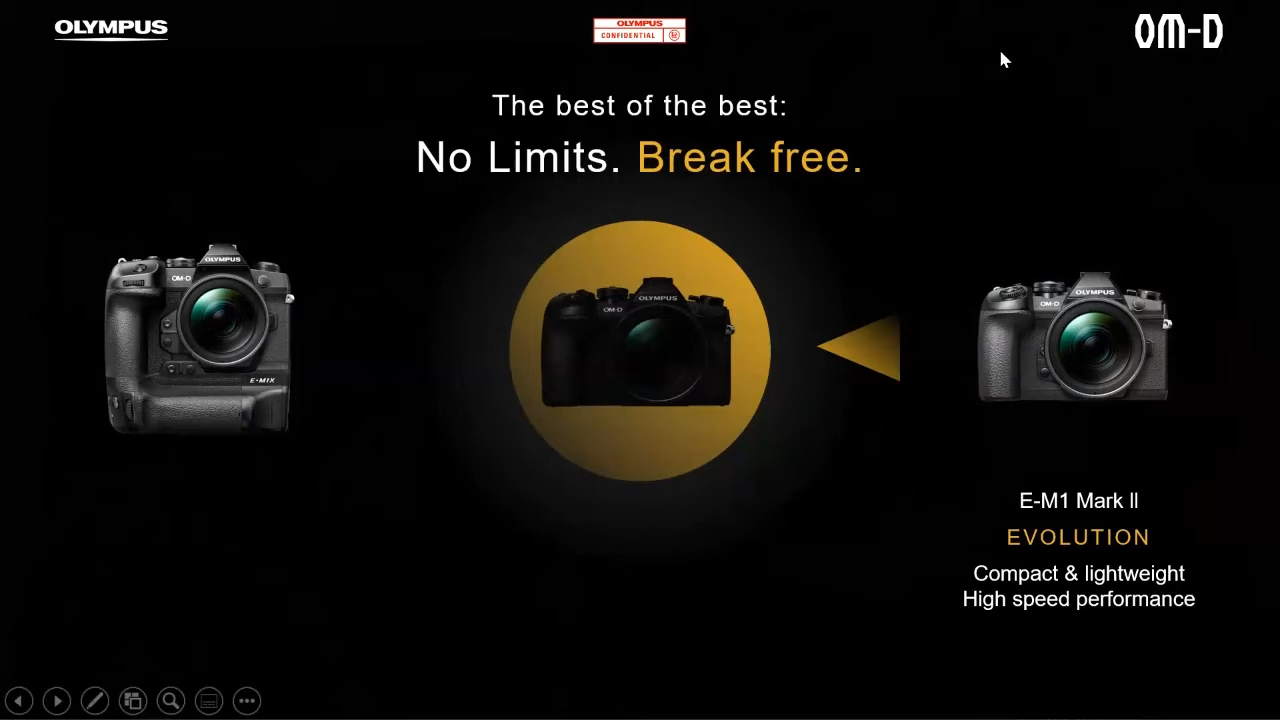 OLYMPUS
OLYMPUS
CONFIDENTIAL
OM-D
The best of the best:
No Limits. Break free.
OLYMPUS
OM-D
E-M1X
OLYMPUS
OM-D
OLYMPUS
OM-D
E-M1 Mark II
EVOLUTION
Compact & lightweight
High speed performance